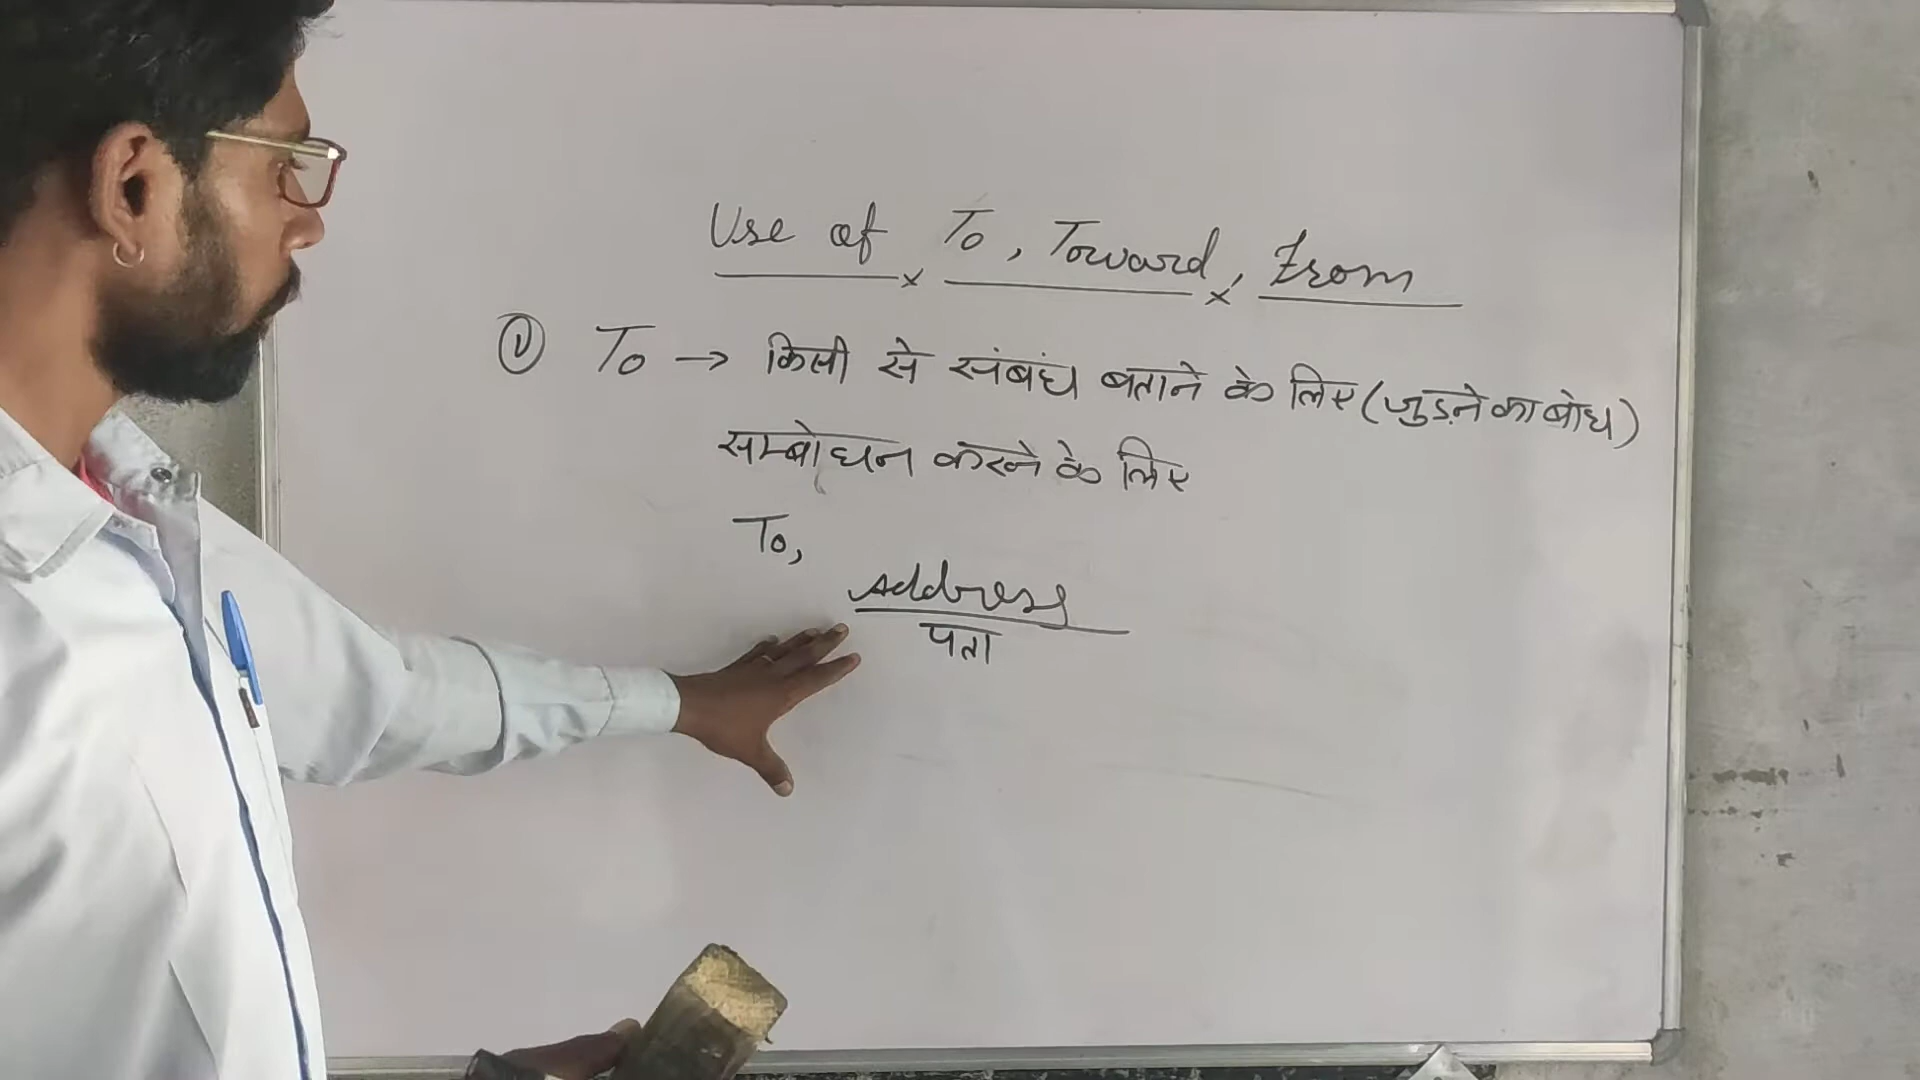 Use of To, Toward, From
① To → किसी से संबंध बताने के लिए (जुड़ने का बोध)
सम्बोधन करने के लिए
To,
Address
पता